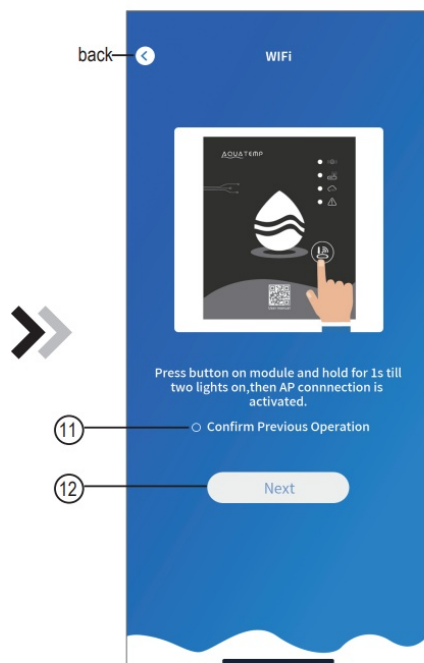 back
WIFi
AQUATEMP
Press button on module and hold for 1s till
two lights on,then AP connnection is
activated.
11
Confirm Previous Operation
12
Next